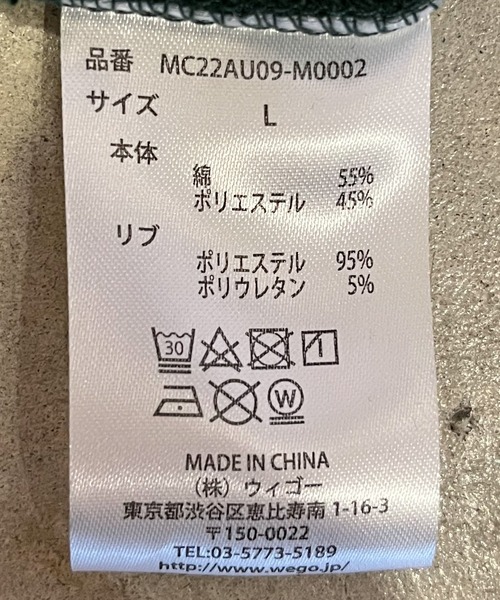 品番 MC22AU09-M0002
サイズ L
本体
綿 55%
ポリエステル 45%
リブ
ポリエステル 95%
ポリウレタン 5%
30
W
MADE IN CHINA
（株）ウィゴー
東京都渋谷区恵比寿南 1-16-3
〒150-0022
TEL:03-5773-5189
http://www.wego.jp/